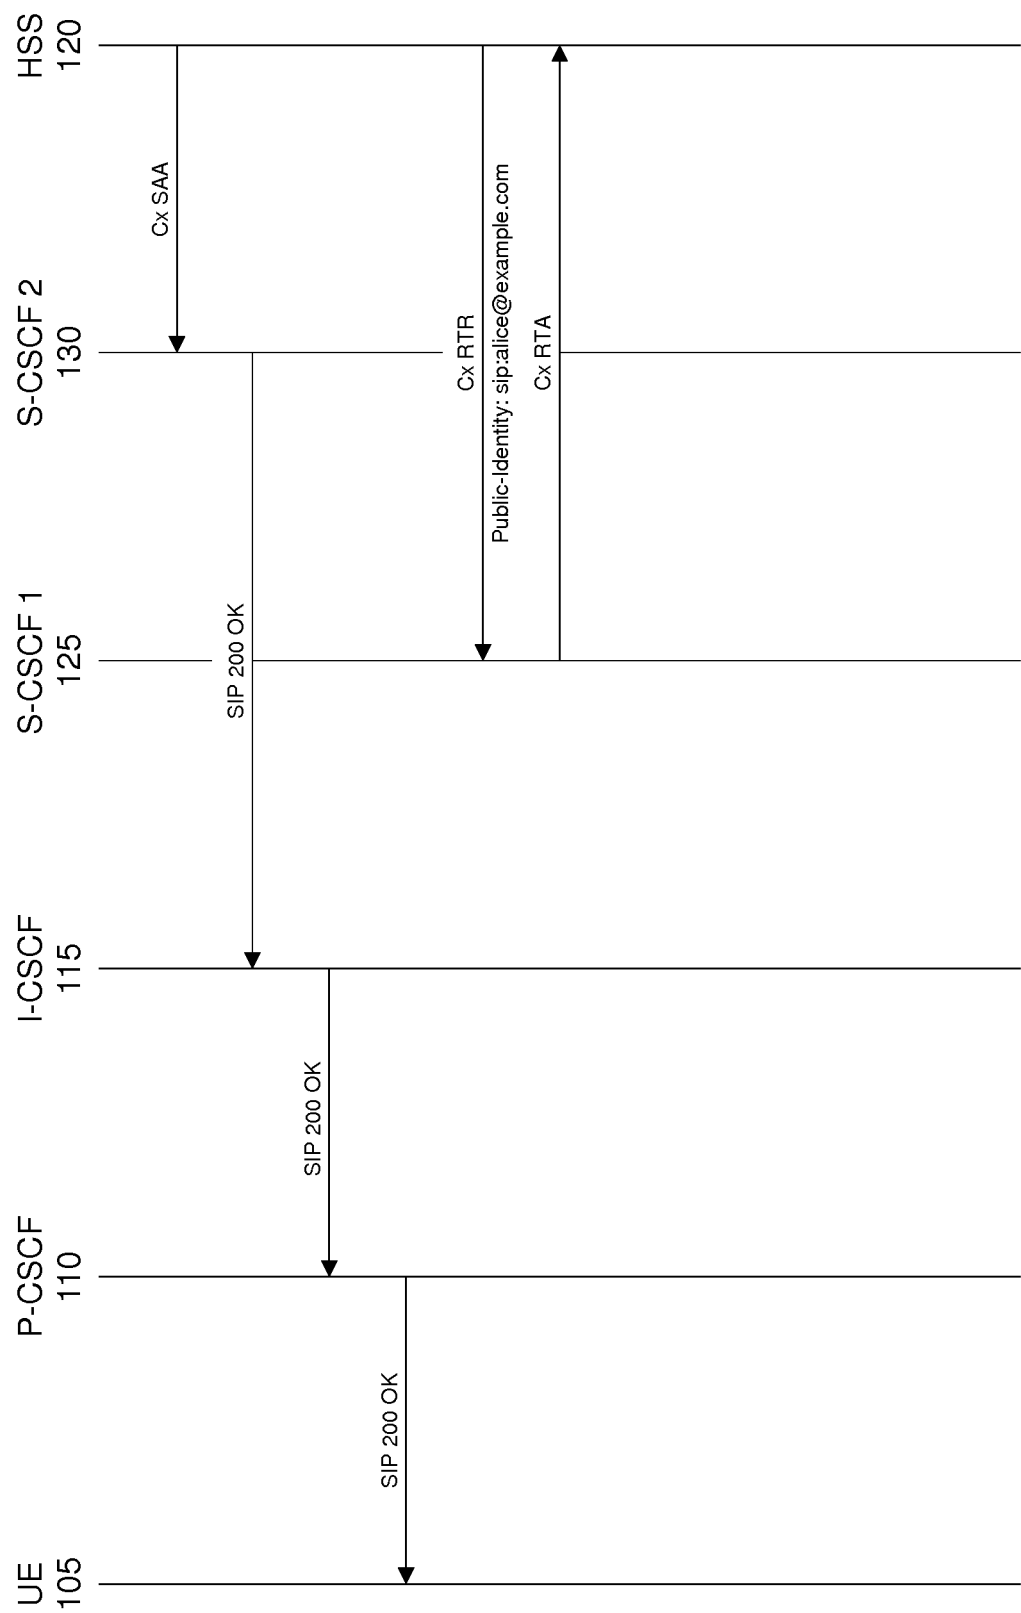 UE
105
P-CSCF
110
I-CSCF
115
S-CSCF 1
125
S-CSCF 2
130
HSS
120
Cx SAA
SIP 200 OK
SIP 200 OK
SIP 200 OK
Cx RTR
Public-Identity: sip:alice@example.com
Cx RTA